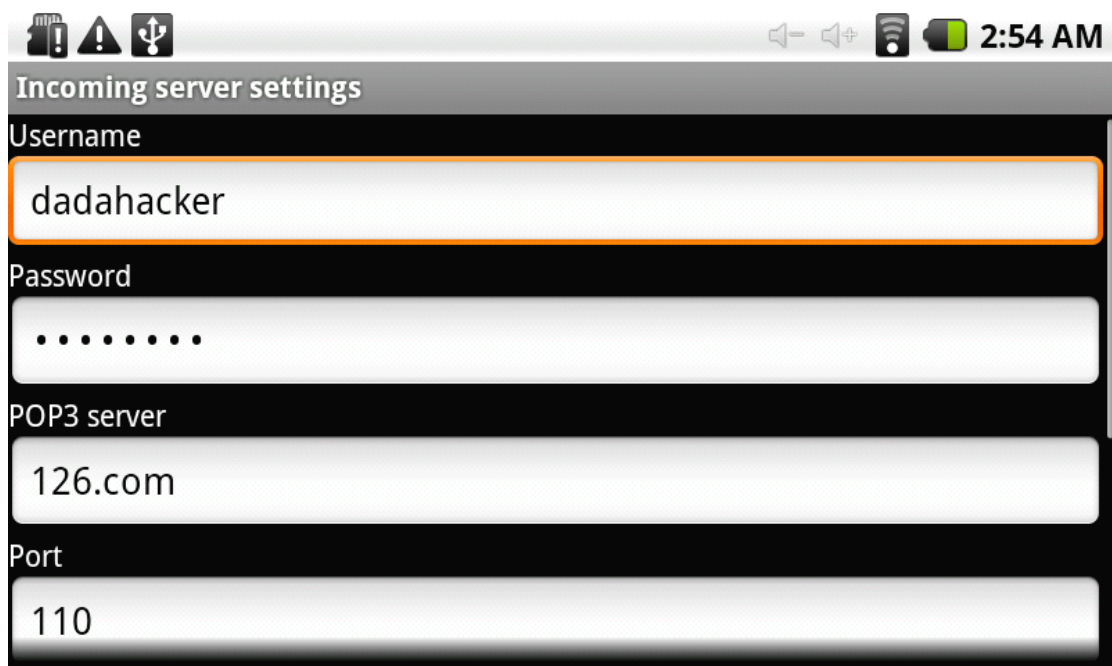 2:54 AM
Incoming server settings
Username
dadahacker
Password
••••••••
POP3 server
126.com
Port
110